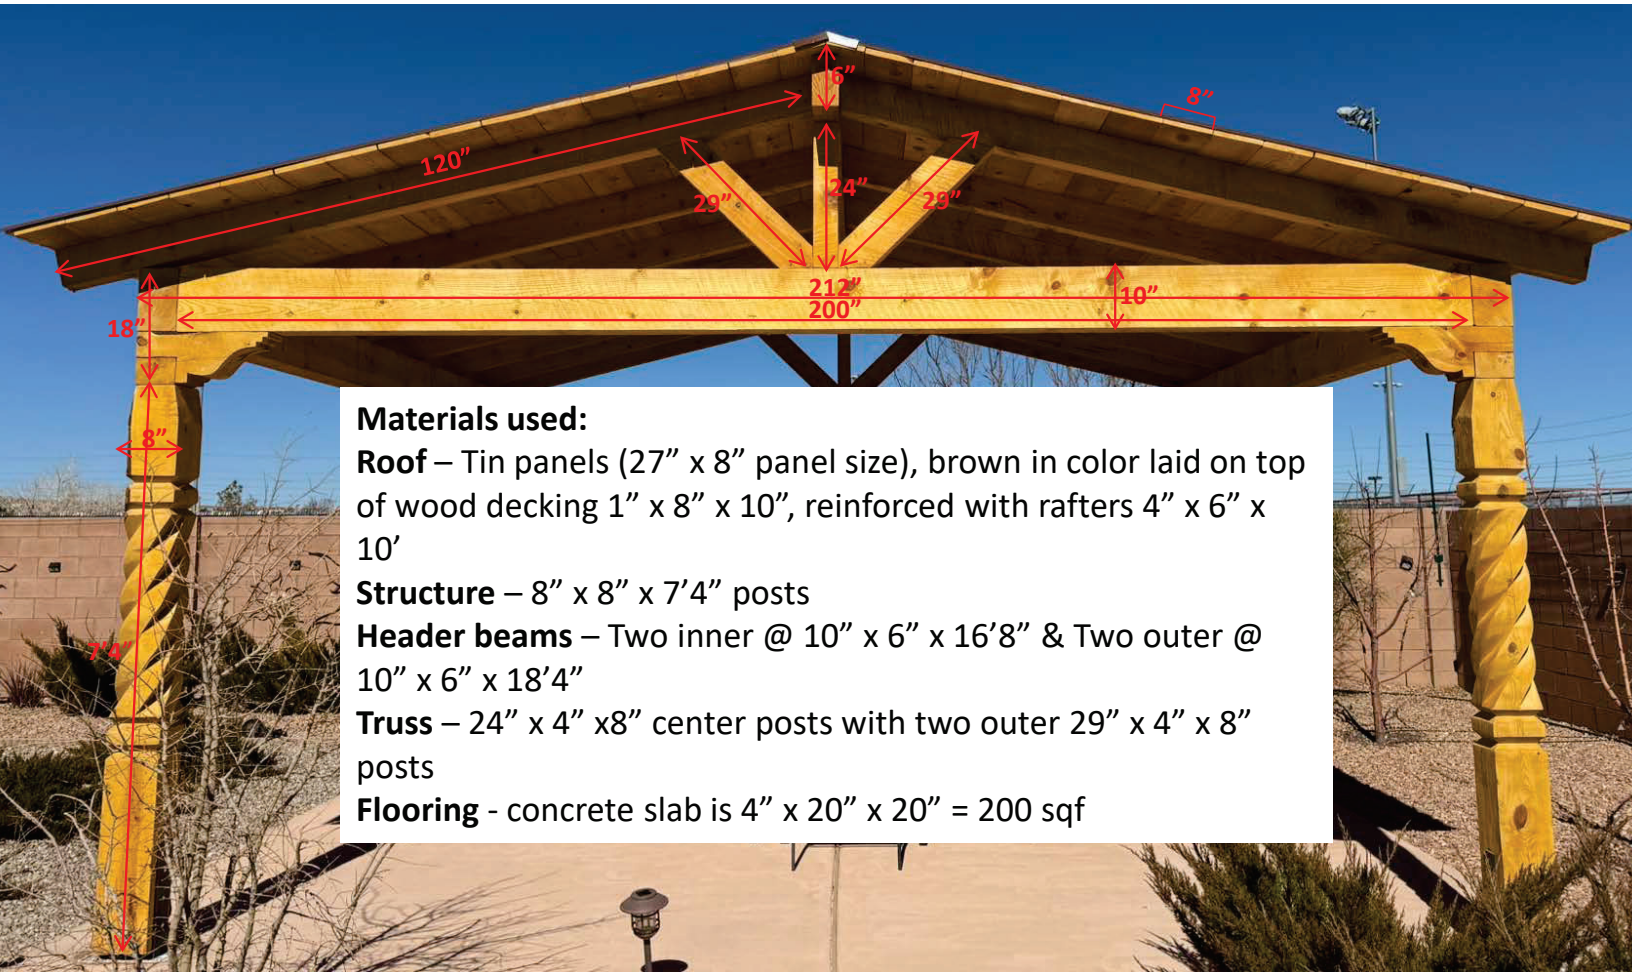 6”
8”
120”
29”
24”
29”
212”
200”
10”
18”
8”
7’4”
Materials used:
Roof – Tin panels (27” x 8” panel size), brown in color laid on top
of wood decking 1” x 8” x 10”, reinforced with rafters 4” x 6” x
10’
Structure – 8” x 8” x 7’4” posts
Header beams – Two inner @ 10” x 6” x 16’8” & Two outer @
10” x 6” x 18’4”
Truss – 24” x 4” x8” center posts with two outer 29” x 4” x 8”
posts
Flooring - concrete slab is 4” x 20” x 20” = 200 sqf